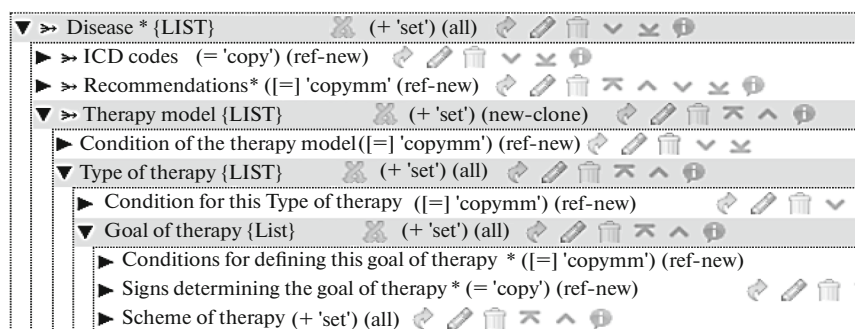 Disease * {LIST} (+ 'set') (all)
ICD codes (= 'copy') (ref-new)
Recommendations* ([=] 'copymm') (ref-new)
Therapy model {LIST} (+ 'set') (new-clone)
Condition of the therapy model([=] 'copymm') (ref-new)
Type of therapy {LIST} (+ 'set') (all)
Condition for this Type of therapy ([=] 'copymm') (ref-new)
Goal of therapy {List} (+ 'set') (all)
Conditions for defining this goal of therapy * ([=] 'copymm') (ref-new)
Signs determining the goal of therapy * (= 'copy') (ref-new)
Scheme of therapy (+ 'set') (all)